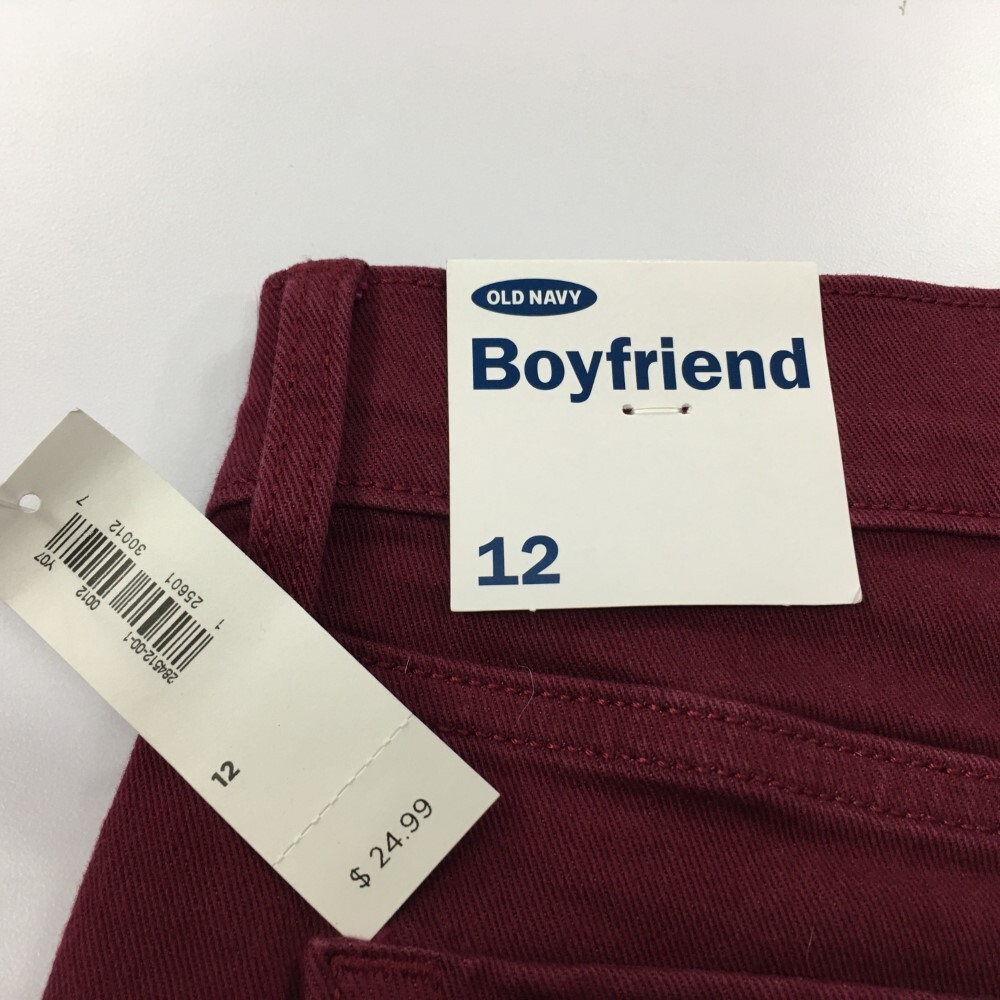 OLD NAVY
Boyfriend
12
Y07 0012 284512-00-1
1 25601 30012 7
12
$ 24.99